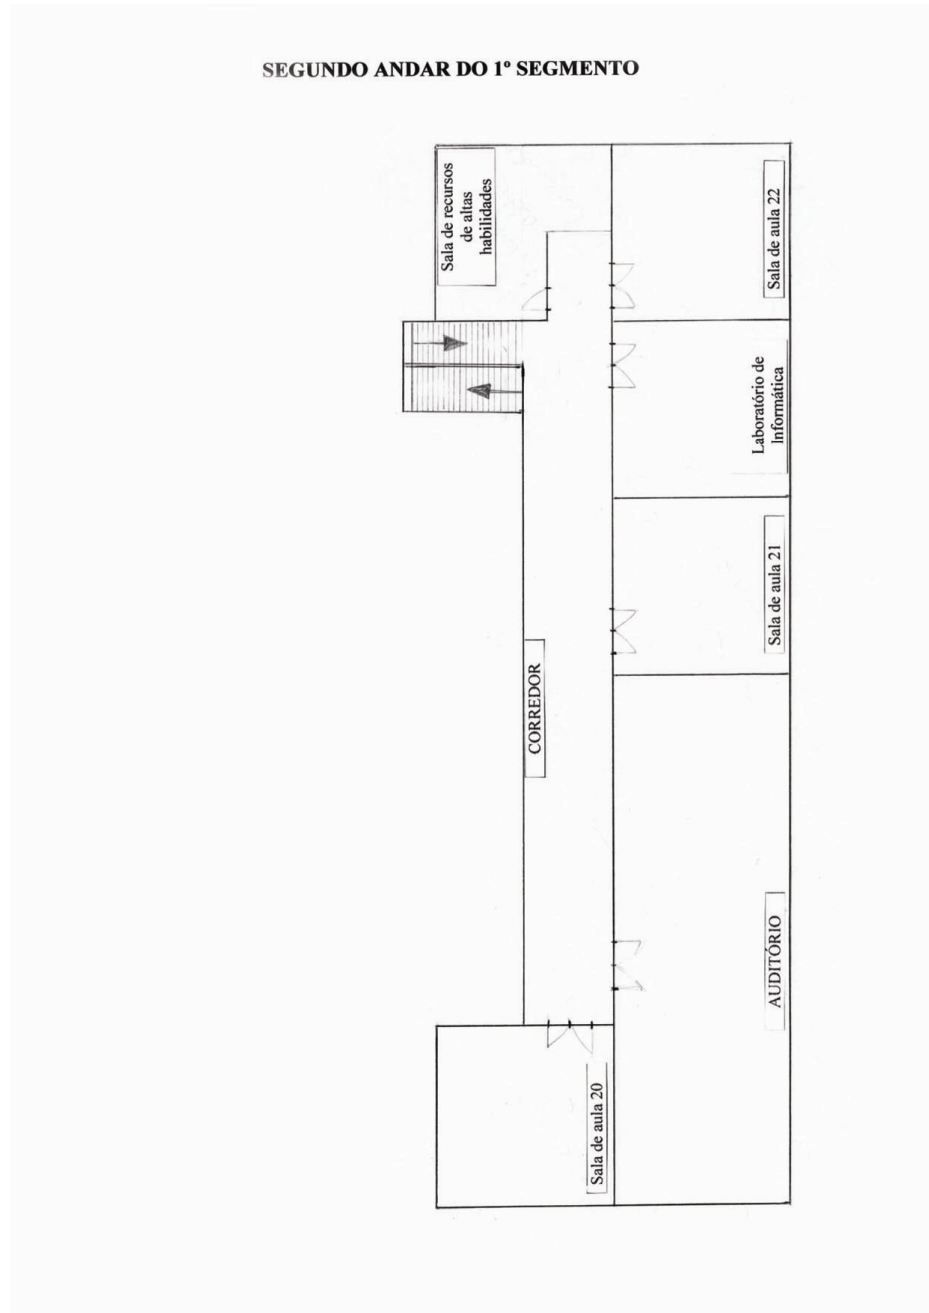 SEGUNDO ANDAR DO 1º SEGMENTO
Sala de recursos
de altas
habilidades
Sala de aula 22
Laboratório de
Informática
Sala de aula 21
CORREDOR
AUDITÓRIO
Sala de aula 20